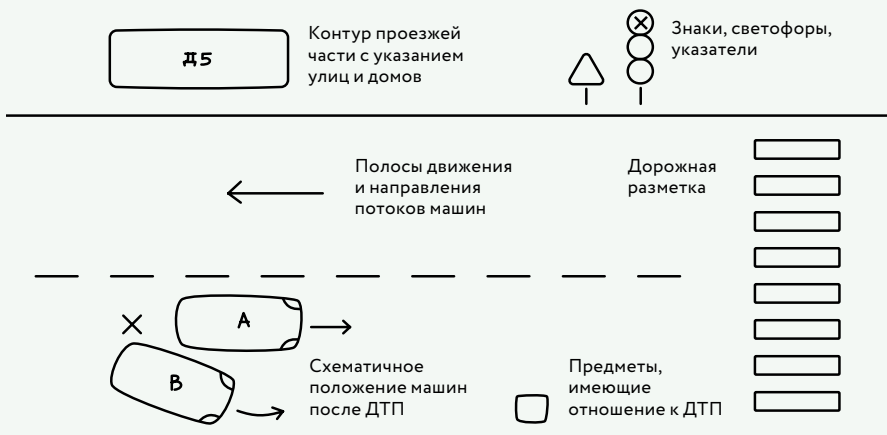 Д5
Контур проезжей
части с указанием
улиц и домов
Знаки, светофоры,
указатели
Полосы движения
и направления
потоков машин
Дорожная
разметка
A
B
Схематичное
положение машин
после ДТП
Предметы,
имеющие
отношение к ДТП